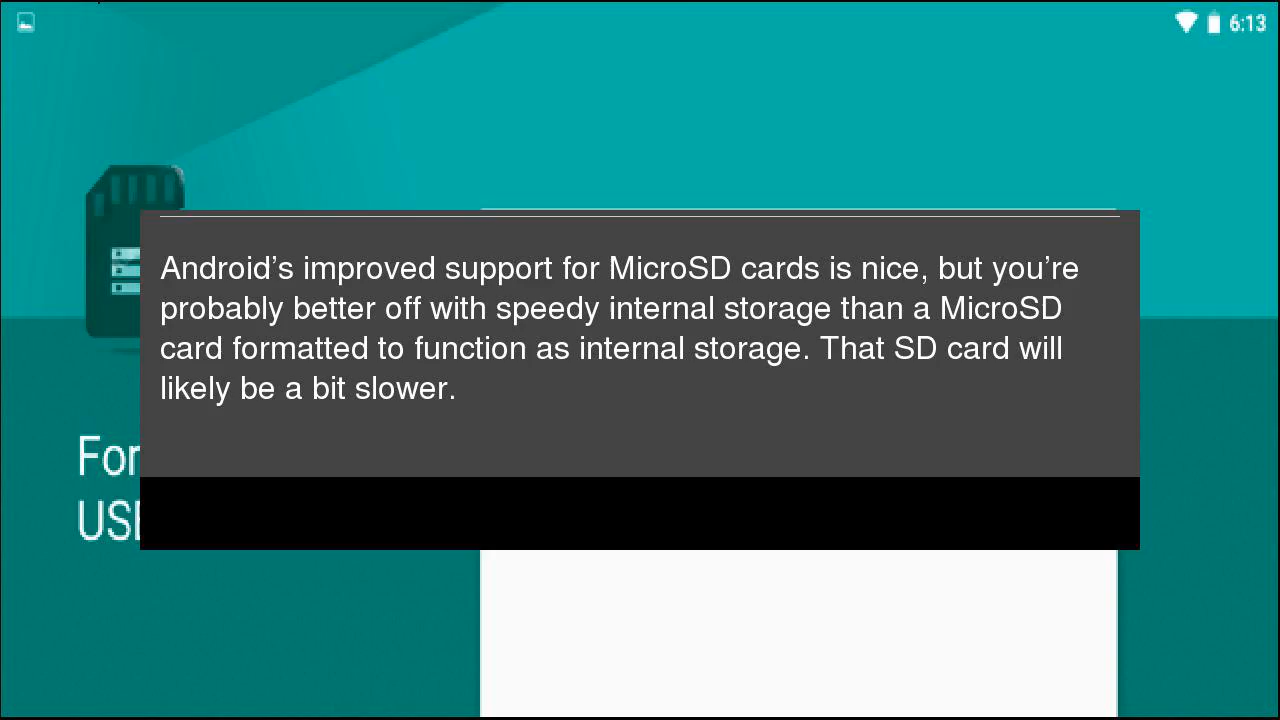 6:13
Android’s improved support for MicroSD cards is nice, but you’re
probably better off with speedy internal storage than a MicroSD
card formatted to function as internal storage. That SD card will
likely be a bit slower.
For
USB